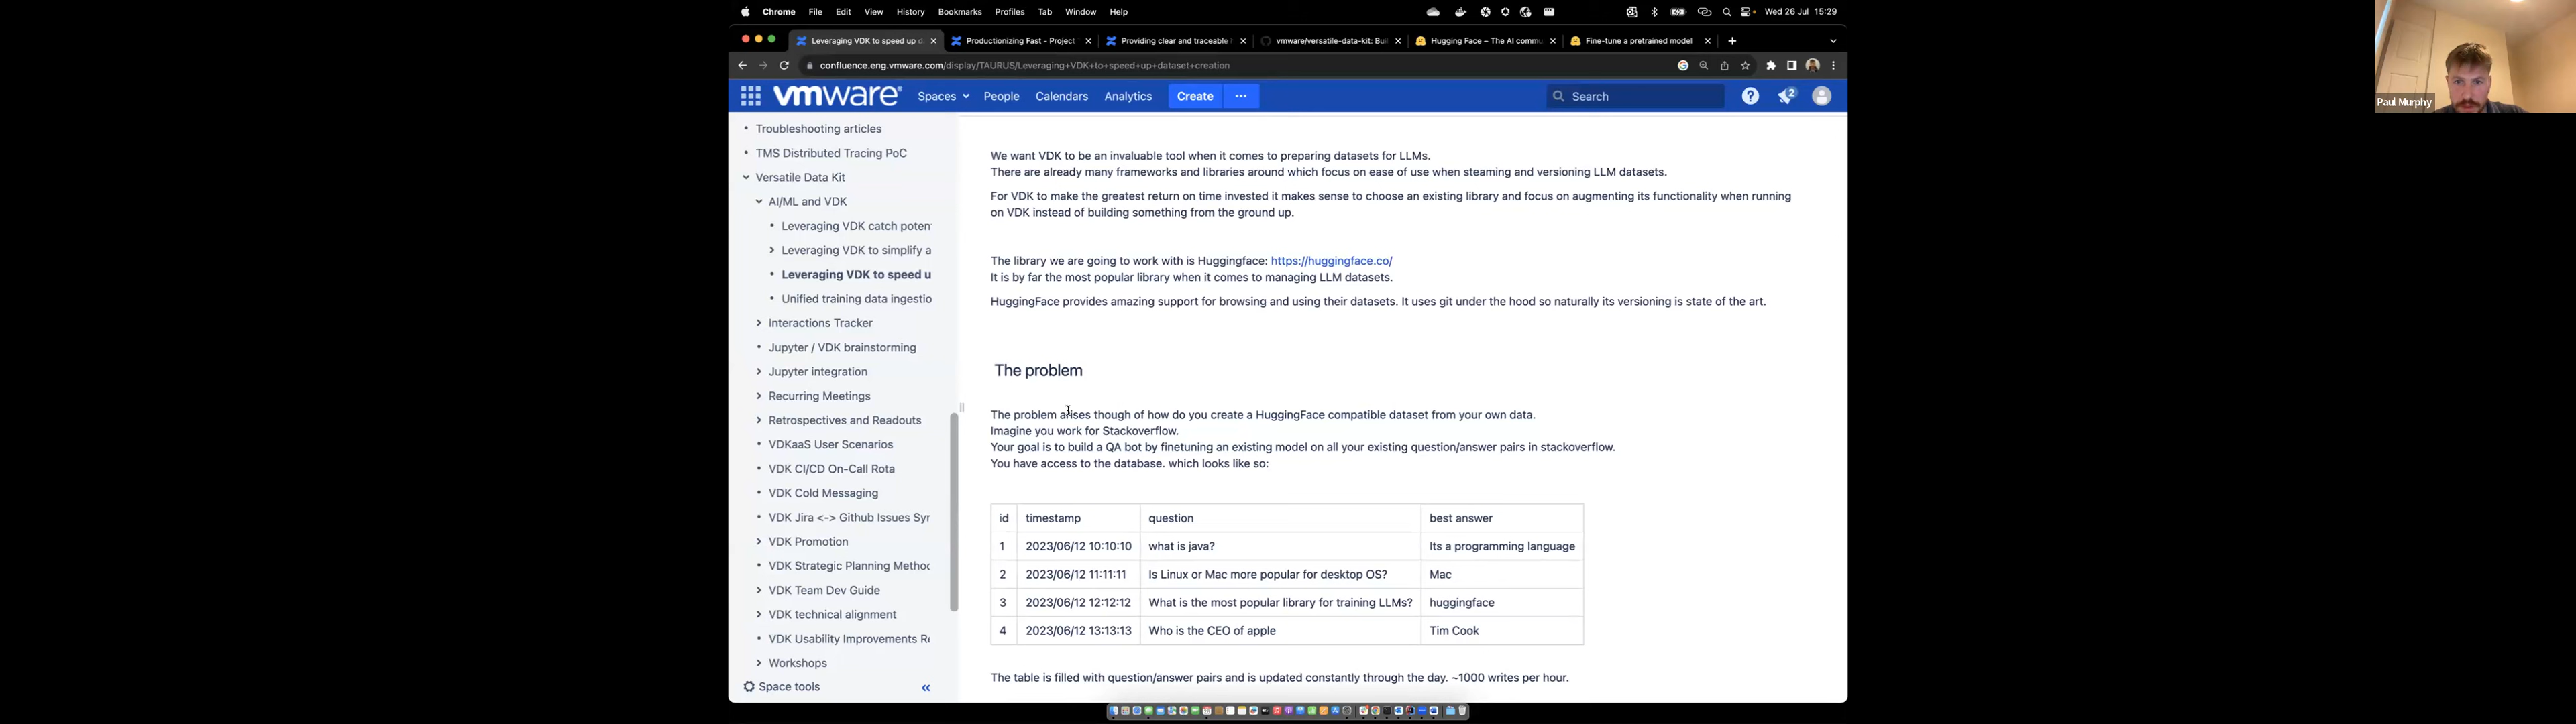 Chrome File Edit View History Bookmarks Profiles Tab Window Help Wed 26 Jul 15:29
Leveraging VDK to speed up d
Productionizing Fast - Project
Providing clear and traceable
vmware/versatile-data-kit: Bui
Hugging Face – The AI commu
Fine-tune a pretrained model
confluence.eng.vmware.com/display/TAURUS/Leveraging+VDK+to+speed+up+dataset+creation
vmware Spaces People Calendars Analytics Create ... Search 2
Paul Murphy
Troubleshooting articles
TMS Distributed Tracing PoC
Versatile Data Kit
AI/ML and VDK
Leveraging VDK catch poten
Leveraging VDK to simplify a
Leveraging VDK to speed u
Unified training data ingestio
Interactions Tracker
Jupyter / VDK brainstorming
Jupyter integration
Recurring Meetings
Retrospectives and Readouts
VDKaaS User Scenarios
VDK CI/CD On-Call Rota
VDK Cold Messaging
VDK Jira <-> Github Issues Syr
VDK Promotion
VDK Strategic Planning Methoc
VDK Team Dev Guide
VDK technical alignment
VDK Usability Improvements Re
Workshops
Space tools
We want VDK to be an invaluable tool when it comes to preparing datasets for LLMs.
There are already many frameworks and libraries around which focus on ease of use when steaming and versioning LLM datasets.
For VDK to make the greatest return on time invested it makes sense to choose an existing library and focus on augmenting its functionality when running
on VDK instead of building something from the ground up.
The library we are going to work with is Huggingface: https://huggingface.co/
It is by far the most popular library when it comes to managing LLM datasets.
HuggingFace provides amazing support for browsing and using their datasets. It uses git under the hood so naturally its versioning is state of the art.
The problem
The problem arises though of how do you create a HuggingFace compatible dataset from your own data.
Imagine you work for Stackoverflow.
Your goal is to build a QA bot by finetuning an existing model on all your existing question/answer pairs in stackoverflow.
You have access to the database. which looks like so:
id timestamp question best answer
1 2023/06/12 10:10:10 what is java? Its a programming language
2 2023/06/12 11:11:11 Is Linux or Mac more popular for desktop OS? Mac
3 2023/06/12 12:12:12 What is the most popular library for training LLMs? huggingface
4 2023/06/12 13:13:13 Who is the CEO of apple Tim Cook
The table is filled with question/answer pairs and is updated constantly through the day. ~1000 writes per hour.